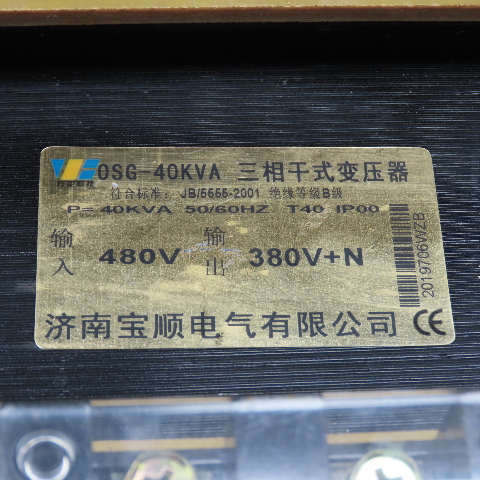 OSG-40KVA 三相干式变压器
符合标准: JB/5555-2001 绝缘等级B级
P= 40KVA 50/60HZ T40 IP00
输入 480V 输出 380V+N
2019706WZB
济南宝顺电气有限公司 CE